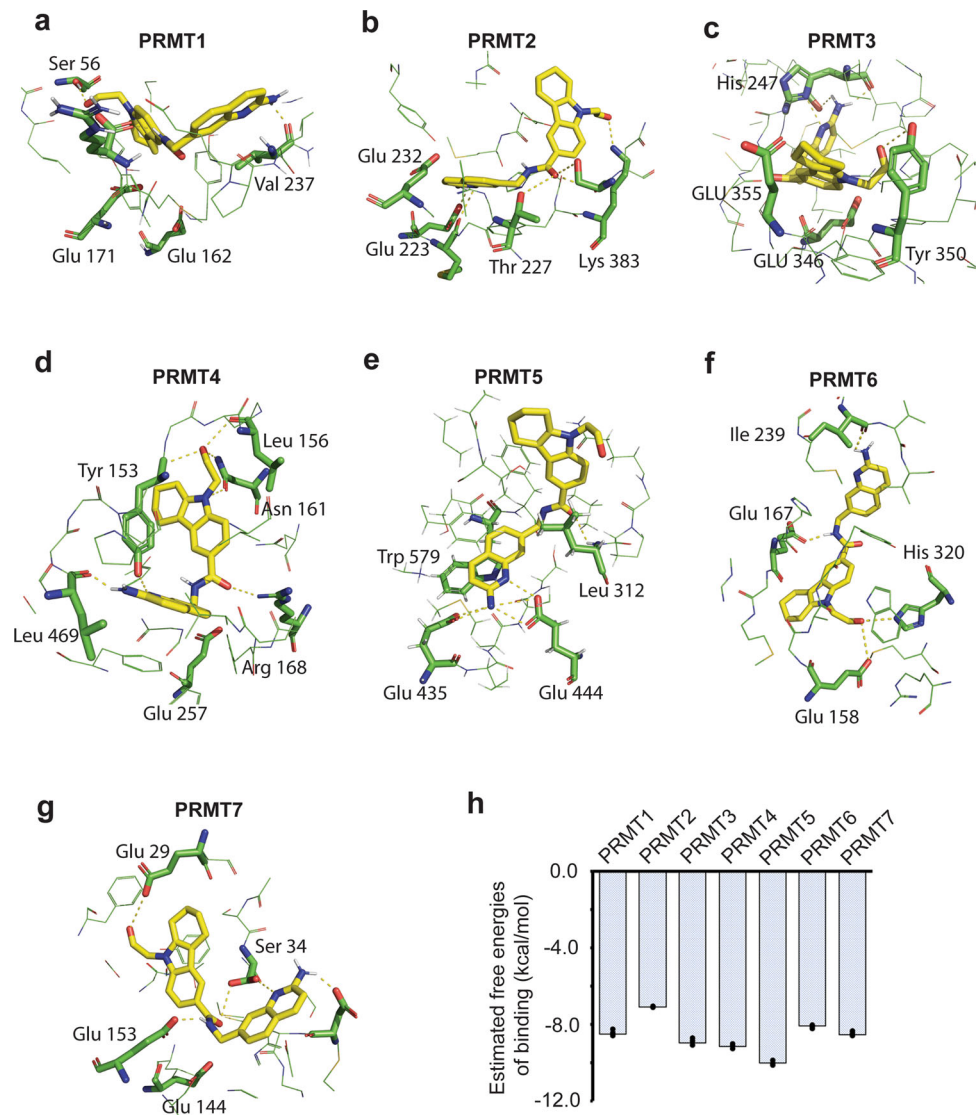 a
PRMT1
Ser 56
Val 237
Glu 171
Glu 162
b
PRMT2
Glu 232
Glu 223
Thr 227
Lys 383
c
PRMT3
His 247
GLU 355
GLU 346
Tyr 350
d
PRMT4
Leu 156
Tyr 153
Asn 161
Leu 469
Arg 168
Glu 257
e
PRMT5
Trp 579
Leu 312
Glu 435
Glu 444
f
PRMT6
Ile 239
Glu 167
His 320
Glu 158
g
PRMT7
Glu 29
Ser 34
Glu 153
Glu 144
h
PRMT1
PRMT2
PRMT3
PRMT4
PRMT5
PRMT6
PRMT7
0.0
-4.0
-8.0
-12.0
Estimated free energies
of binding (kcal/mol)